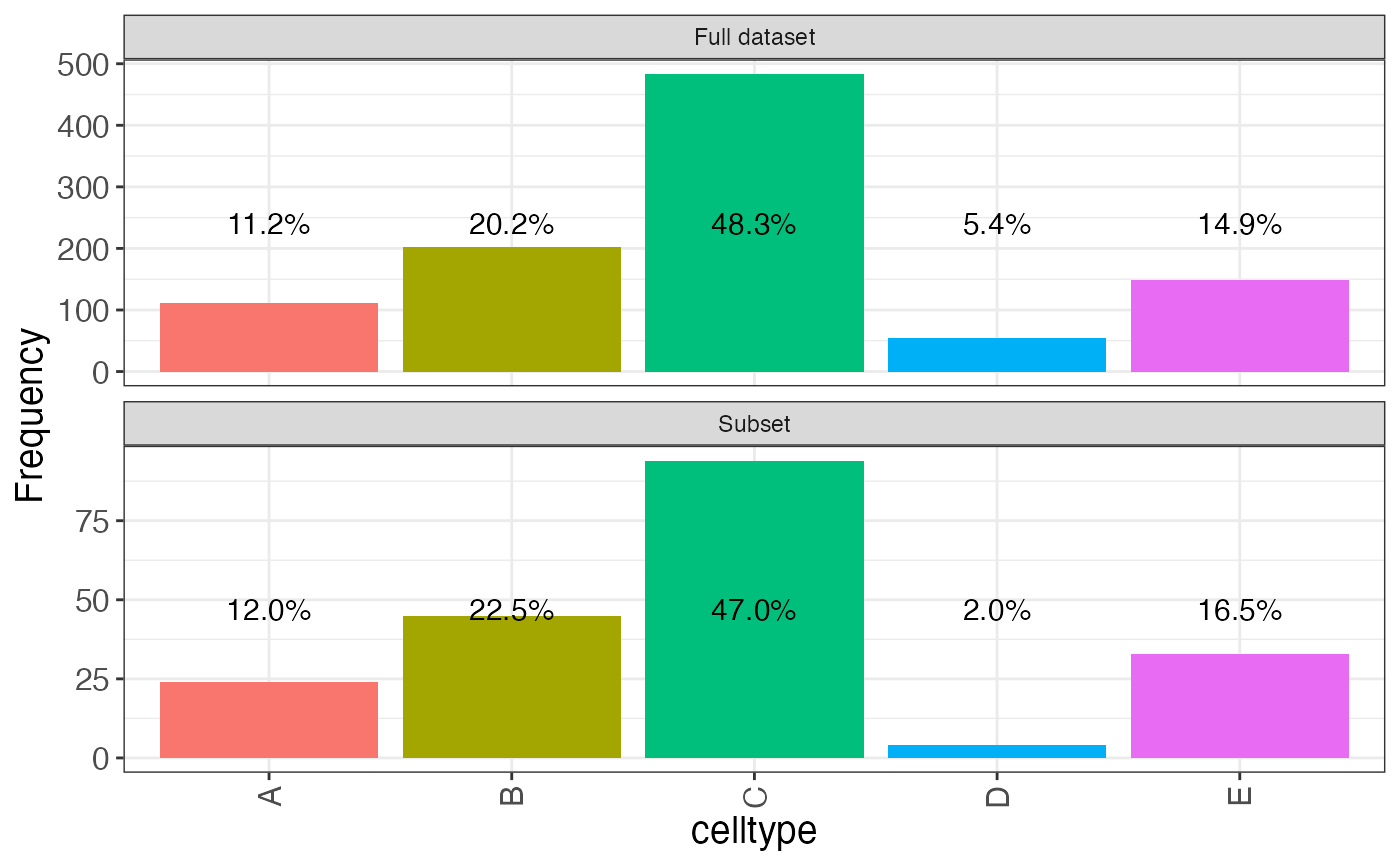 Full dataset
500
400
300
200
100
0
11.2% 20.2% 48.3% 5.4% 14.9%
Frequency
Subset
75
50
25
0
12.0% 22.5% 47.0% 2.0% 16.5%
A B C D E
celltype